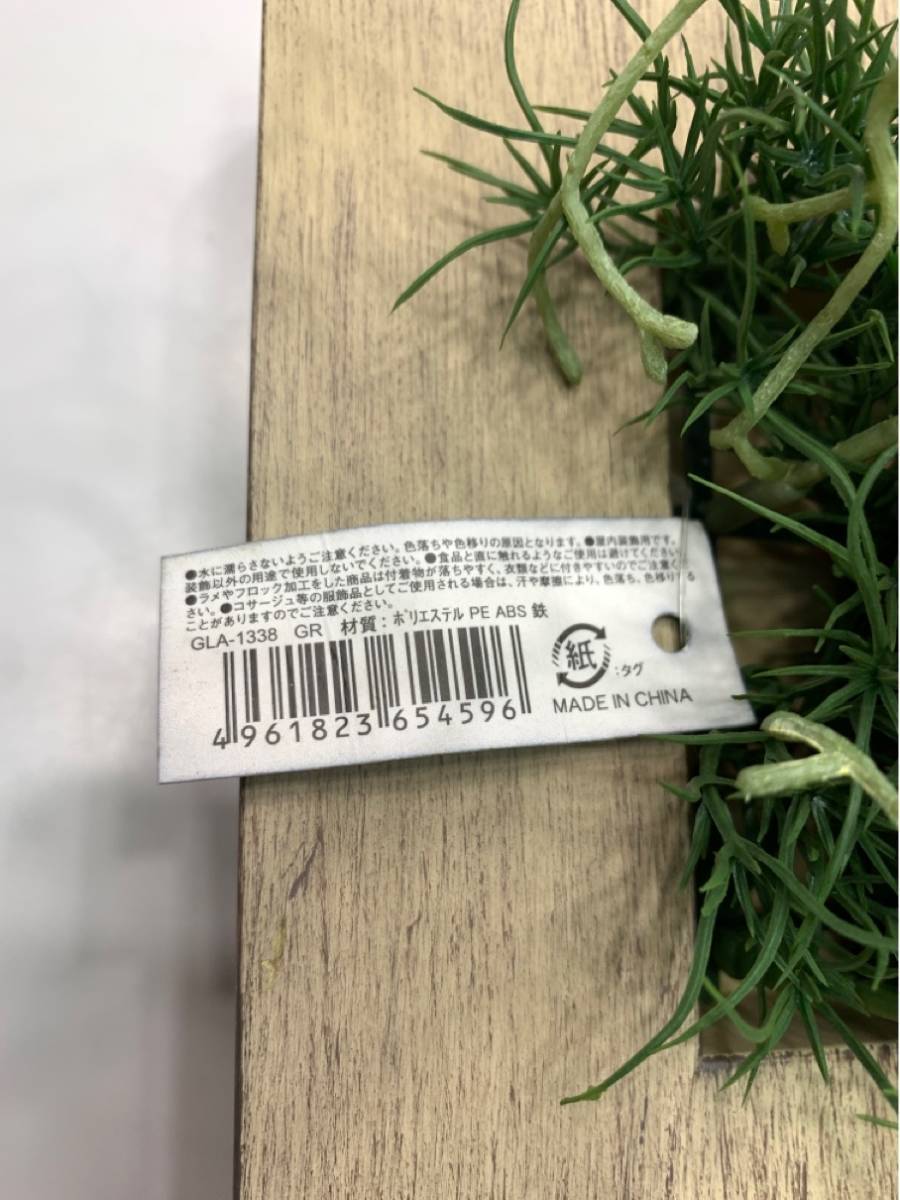 ●水に濡らさないようご注意ください。色落ちや色移りの原因となります。●屋内装飾用です。
装飾以外の用途で使用しないでください。●食品と直に触れるようなご使用は避けてください。
●ラメやフロック加工をした商品は付着物が落ちやすく、衣類などに付きやすいのでご注意くだ
さい。●コサージュ等の服飾品としてご使用される場合は、汗や摩擦により、色落ち、色移りする
ことがありますのでご注意ください。
GLA-1338 GR 材質：ポリエステル PE ABS 鉄
紙 ：タグ
4961823654596
MADE IN CHINA